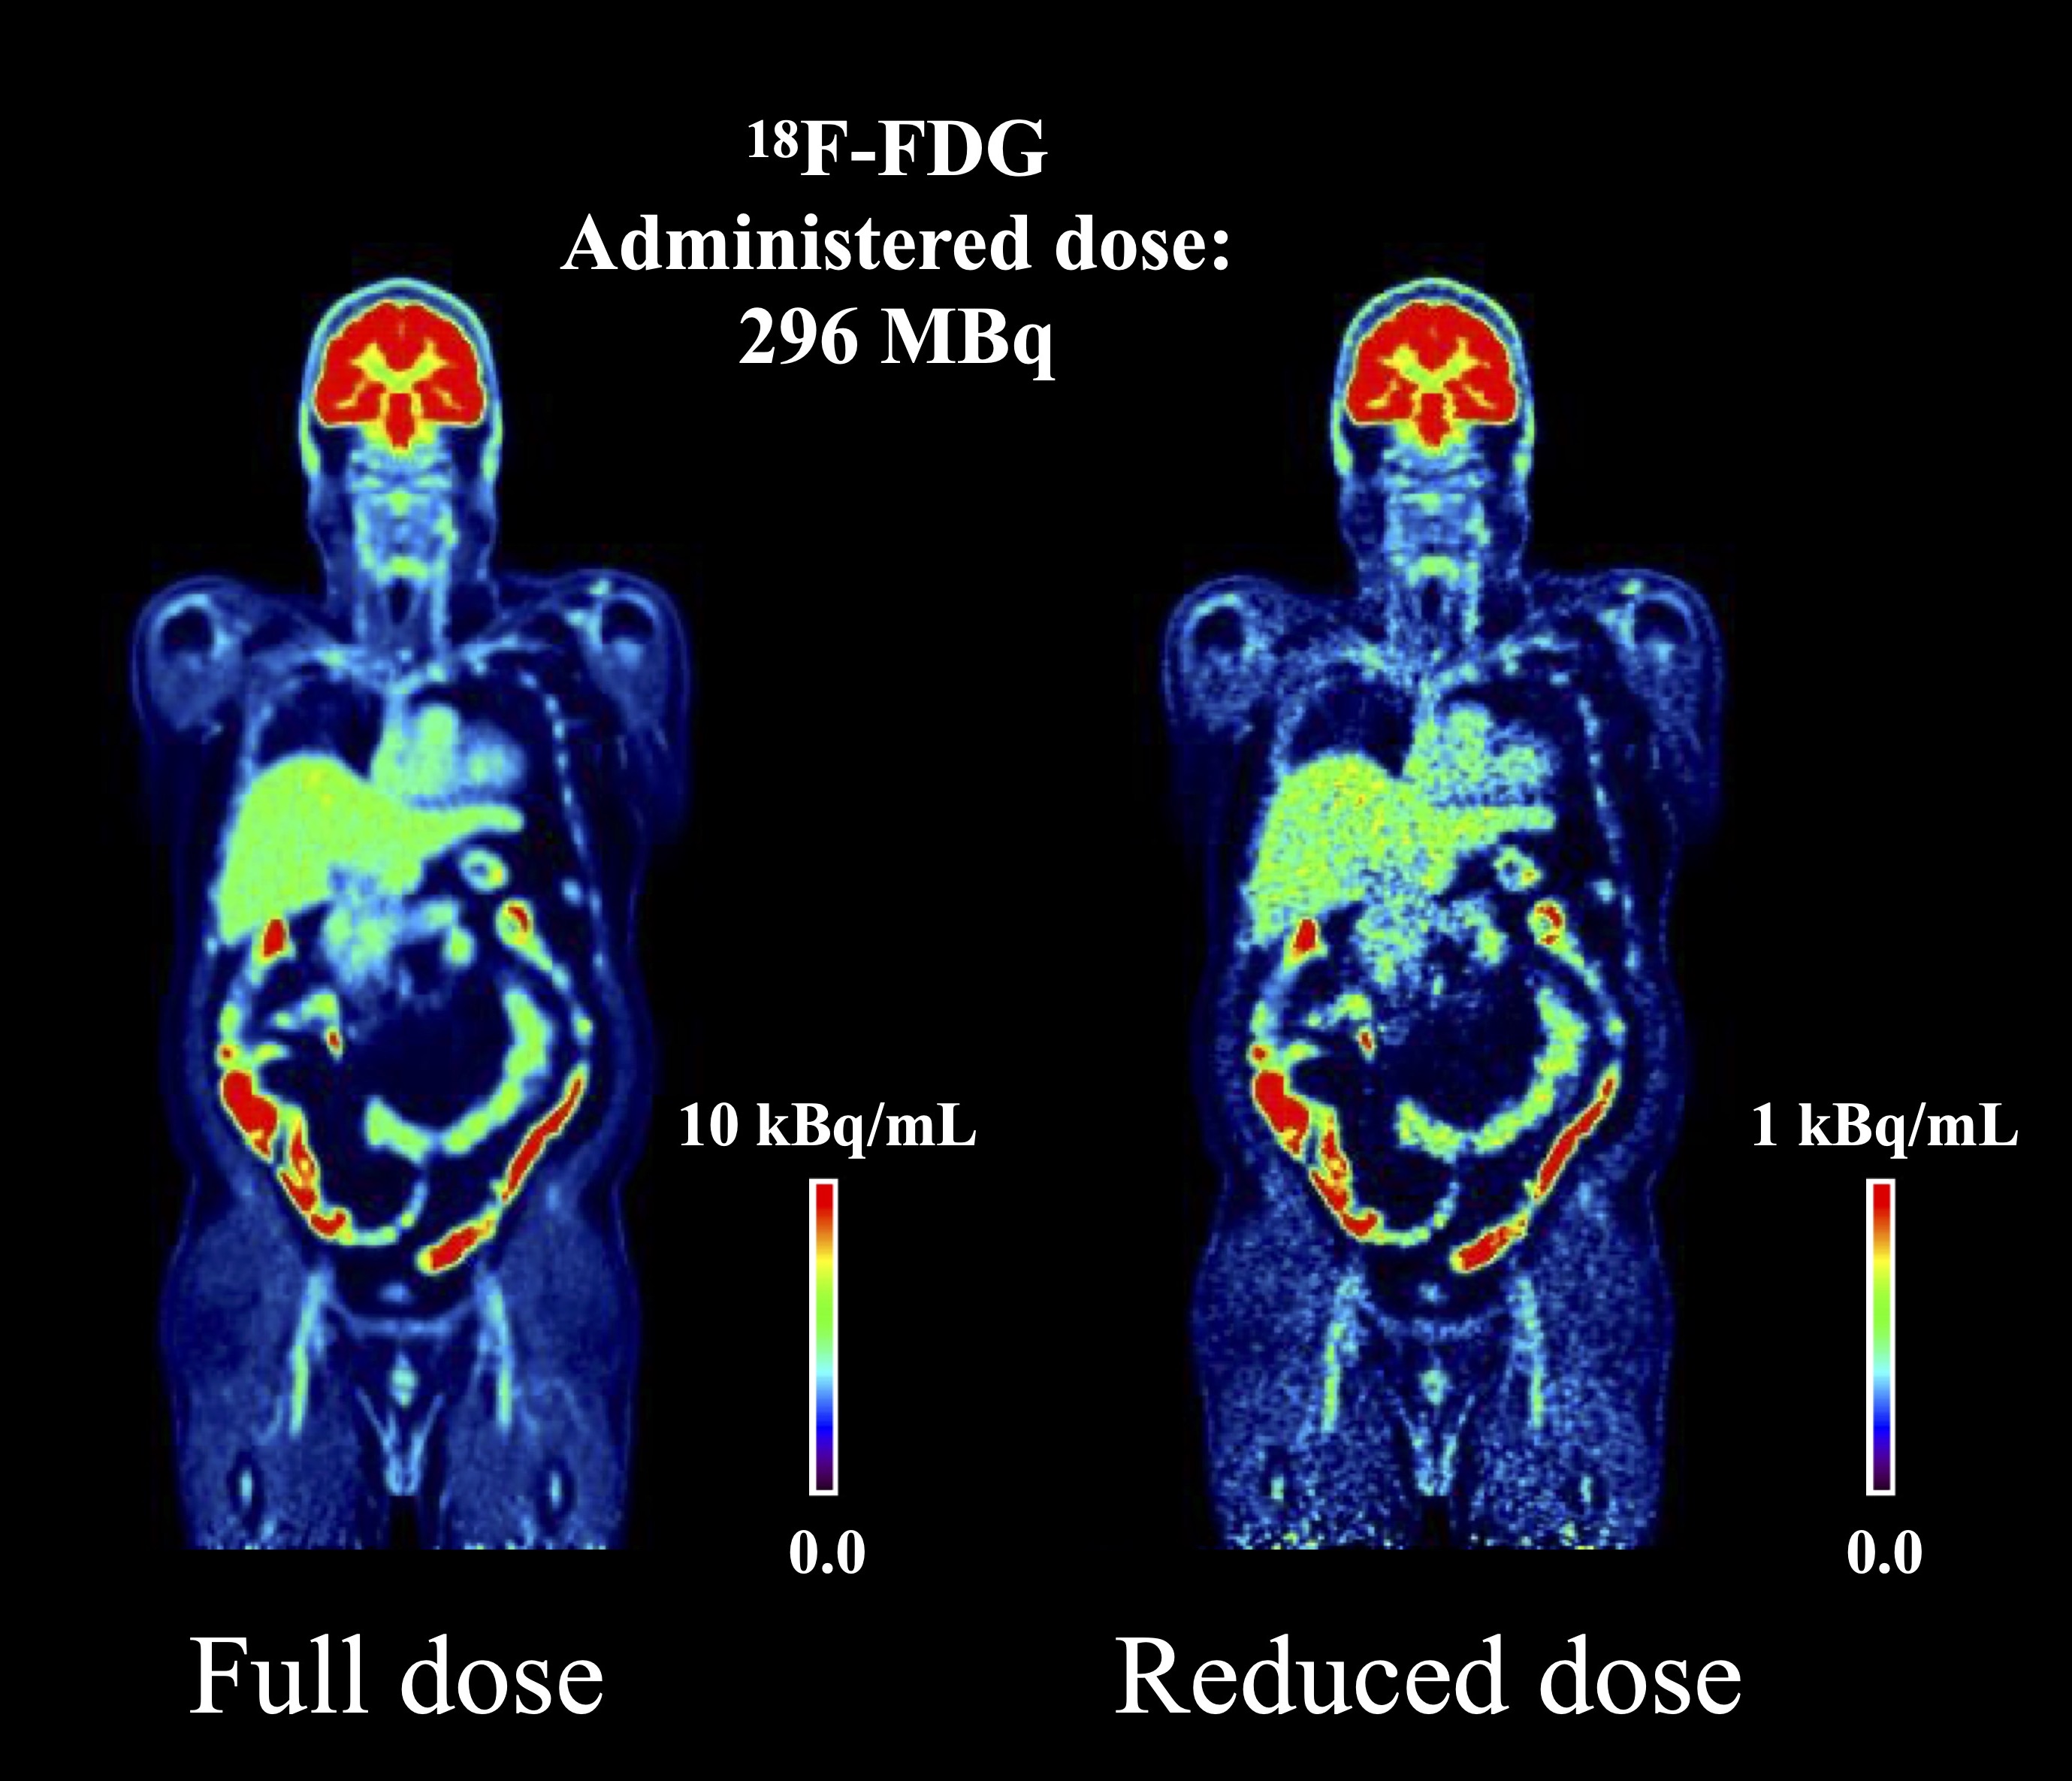 ¹⁸F-FDG
Administered dose:
296 MBq
10 kBq/mL
0.0
1 kBq/mL
0.0
Full dose
Reduced dose